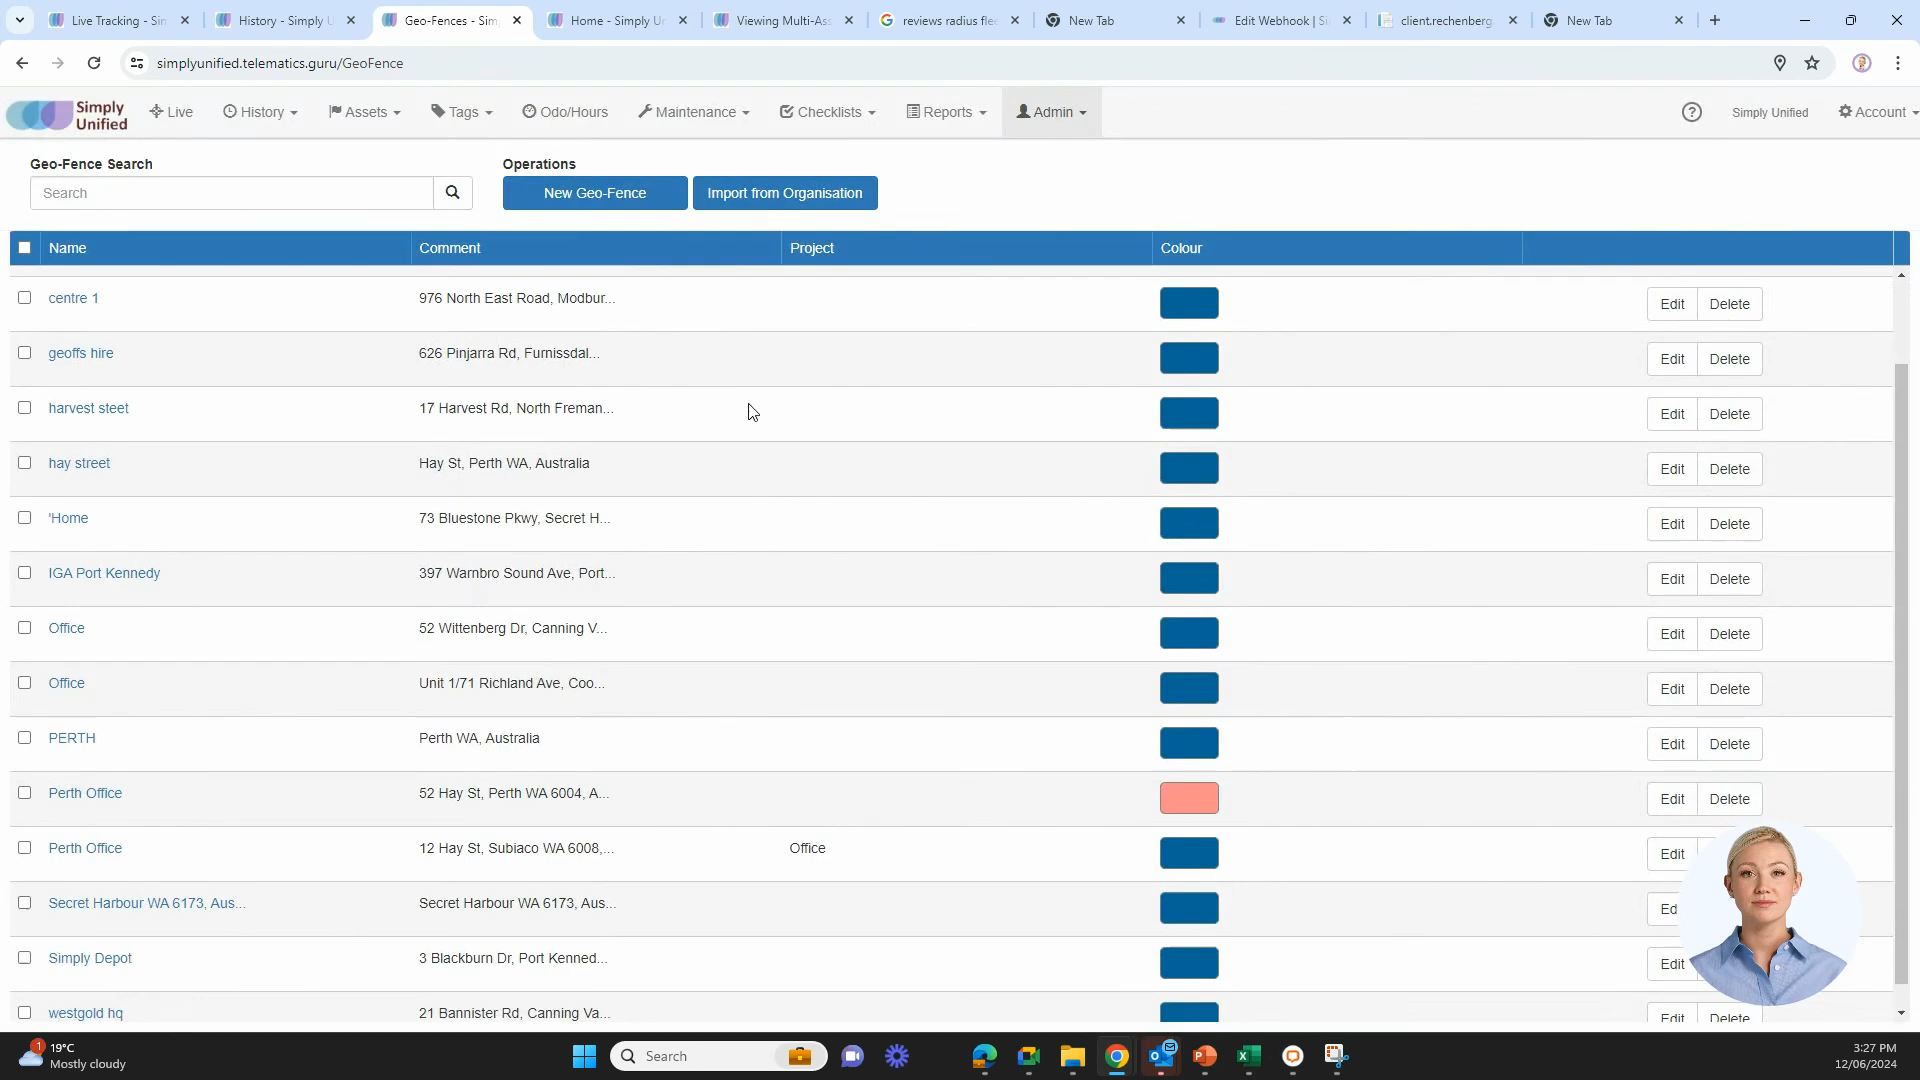 Live Tracking - Sim
History - Simply U
Geo-Fences - Sim
Home - Simply Un
Viewing Multi-Ass
reviews radius flee
New Tab
Edit Webhook | Si
client.rechenberg
New Tab
simplyunified.telematics.guru/GeoFence
Simply Unified
Live
History
Assets
Tags
Odo/Hours
Maintenance
Checklists
Reports
Admin
Simply Unified
Account
Geo-Fence Search
Operations
Search
New Geo-Fence
Import from Organisation
Name Comment Project Colour
centre 1 976 North East Road, Modbur... Edit Delete
geoffs hire 626 Pinjarra Rd, Furnissdal... Edit Delete
harvest steet 17 Harvest Rd, North Freman... Edit Delete
hay street Hay St, Perth WA, Australia Edit Delete
'Home 73 Bluestone Pkwy, Secret H... Edit Delete
IGA Port Kennedy 397 Warnbro Sound Ave, Port... Edit Delete
Office 52 Wittenberg Dr, Canning V... Edit Delete
Office Unit 1/71 Richland Ave, Coo... Edit Delete
PERTH Perth WA, Australia Edit Delete
Perth Office 52 Hay St, Perth WA 6004, A... Edit Delete
Perth Office 12 Hay St, Subiaco WA 6008,... Office Edit
Secret Harbour WA 6173, Aus... Secret Harbour WA 6173, Aus... Ed
Simply Depot 3 Blackburn Dr, Port Kenned... Edit
westgold hq 21 Bannister Rd, Canning Va... Edit Delete
1
19°C
Mostly cloudy
Search
3:27 PM
12/06/2024